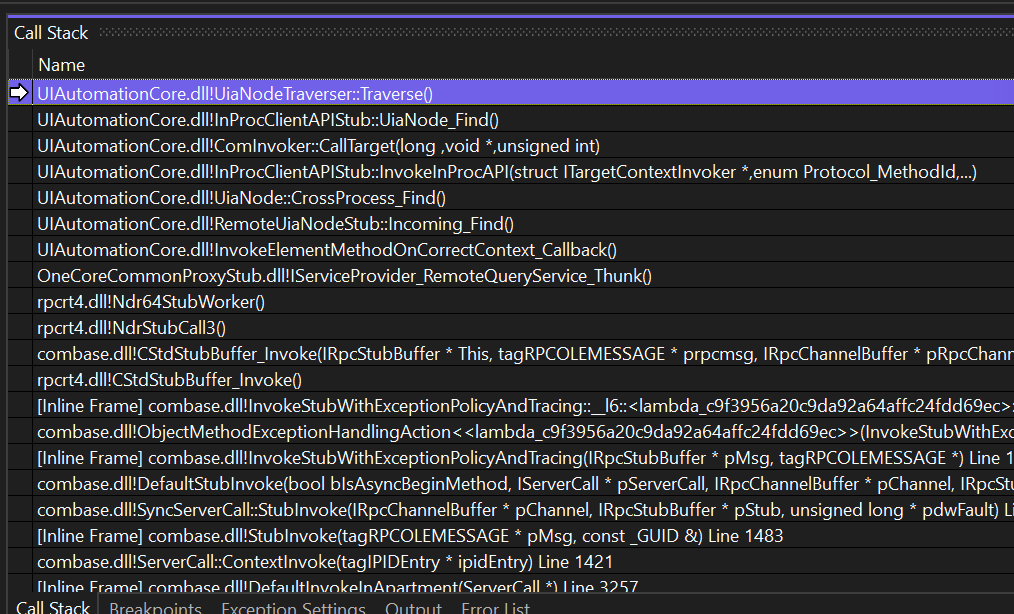 Call Stack
Name
UIAutomationCore.dll!UiaNodeTraverser::Traverse()
UIAutomationCore.dll!InProcClientAPIStub::UiaNode_Find()
UIAutomationCore.dll!ComInvoker::CallTarget(long ,void *,unsigned int)
UIAutomationCore.dll!InProcClientAPIStub::InvokeInProcAPI(struct ITargetContextInvoker *,enum Protocol_MethodId,...)
UIAutomationCore.dll!UiaNode::CrossProcess_Find()
UIAutomationCore.dll!RemoteUiaNodeStub::Incoming_Find()
UIAutomationCore.dll!InvokeElementMethodOnCorrectContext_Callback()
OneCoreCommonProxyStub.dll!IServiceProvider_RemoteQueryService_Thunk()
rpcrt4.dll!Ndr64StubWorker()
rpcrt4.dll!NdrStubCall3()
combase.dll!CStdStubBuffer_Invoke(IRpcStubBuffer * This, tagRPCOLEMESSAGE * prpcmsg, IRpcChannelBuffer * pRpcChann
rpcrt4.dll!CStdStubBuffer_Invoke()
[Inline Frame] combase.dll!InvokeStubWithExceptionPolicyAndTracing::__l6::<lambda_c9f3956a20c9da92a64affc24fdd69ec>:
combase.dll!ObjectMethodExceptionHandlingAction<<lambda_c9f3956a20c9da92a64affc24fdd69ec>>(InvokeStubWithExc
[Inline Frame] combase.dll!InvokeStubWithExceptionPolicyAndTracing(IRpcStubBuffer * pMsg, tagRPCOLEMESSAGE *) Line 1
combase.dll!DefaultStubInvoke(bool bIsAsyncBeginMethod, IServerCall * pServerCall, IRpcChannelBuffer * pChannel, IRpcStu
combase.dll!SyncServerCall::StubInvoke(IRpcChannelBuffer * pChannel, IRpcStubBuffer * pStub, unsigned long * pdwFault) Li
[Inline Frame] combase.dll!StubInvoke(tagRPCOLEMESSAGE * pMsg, const _GUID &) Line 1483
combase.dll!ServerCall::ContextInvoke(tagIPIDEntry * ipidEntry) Line 1421
[Inline Frame] combase.dll!DefaultInvokeInApartment(ServerCall *) Line 3257
Call Stack Breakpoints Exception Settings Output Error List